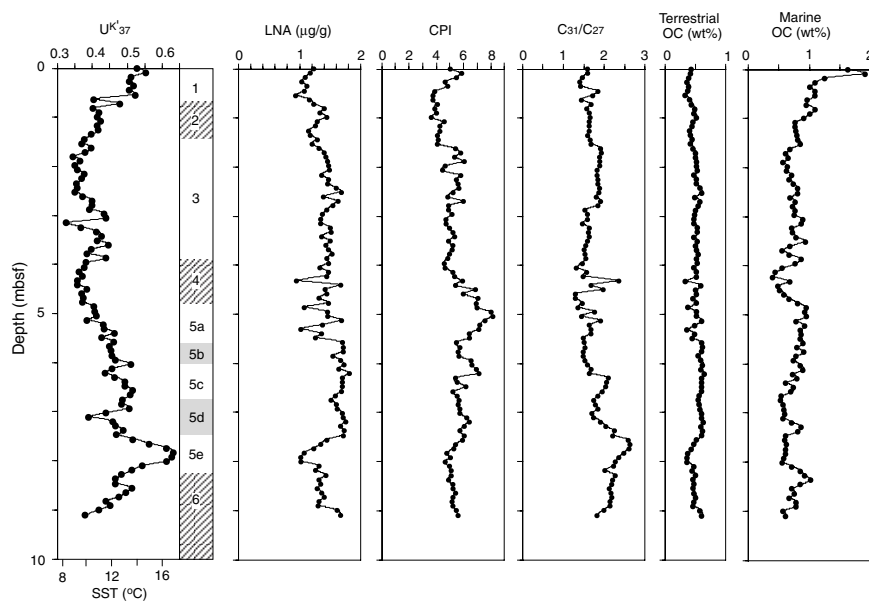 Uᴷ'₃₇
LNA (μg/g)
CPI
C₃₁/C₂₇
Terrestrial
OC (wt%)
Marine
OC (wt%)
0.3 0.4 0.5 0.6
0 1 2
0 2 4 6 8
0 1 2 3
0 1
0 1 2
0
5
10
Depth (mbsf)
1
2
3
4
5a
5b
5c
5d
5e
6
8 12 16
SST (ºC)